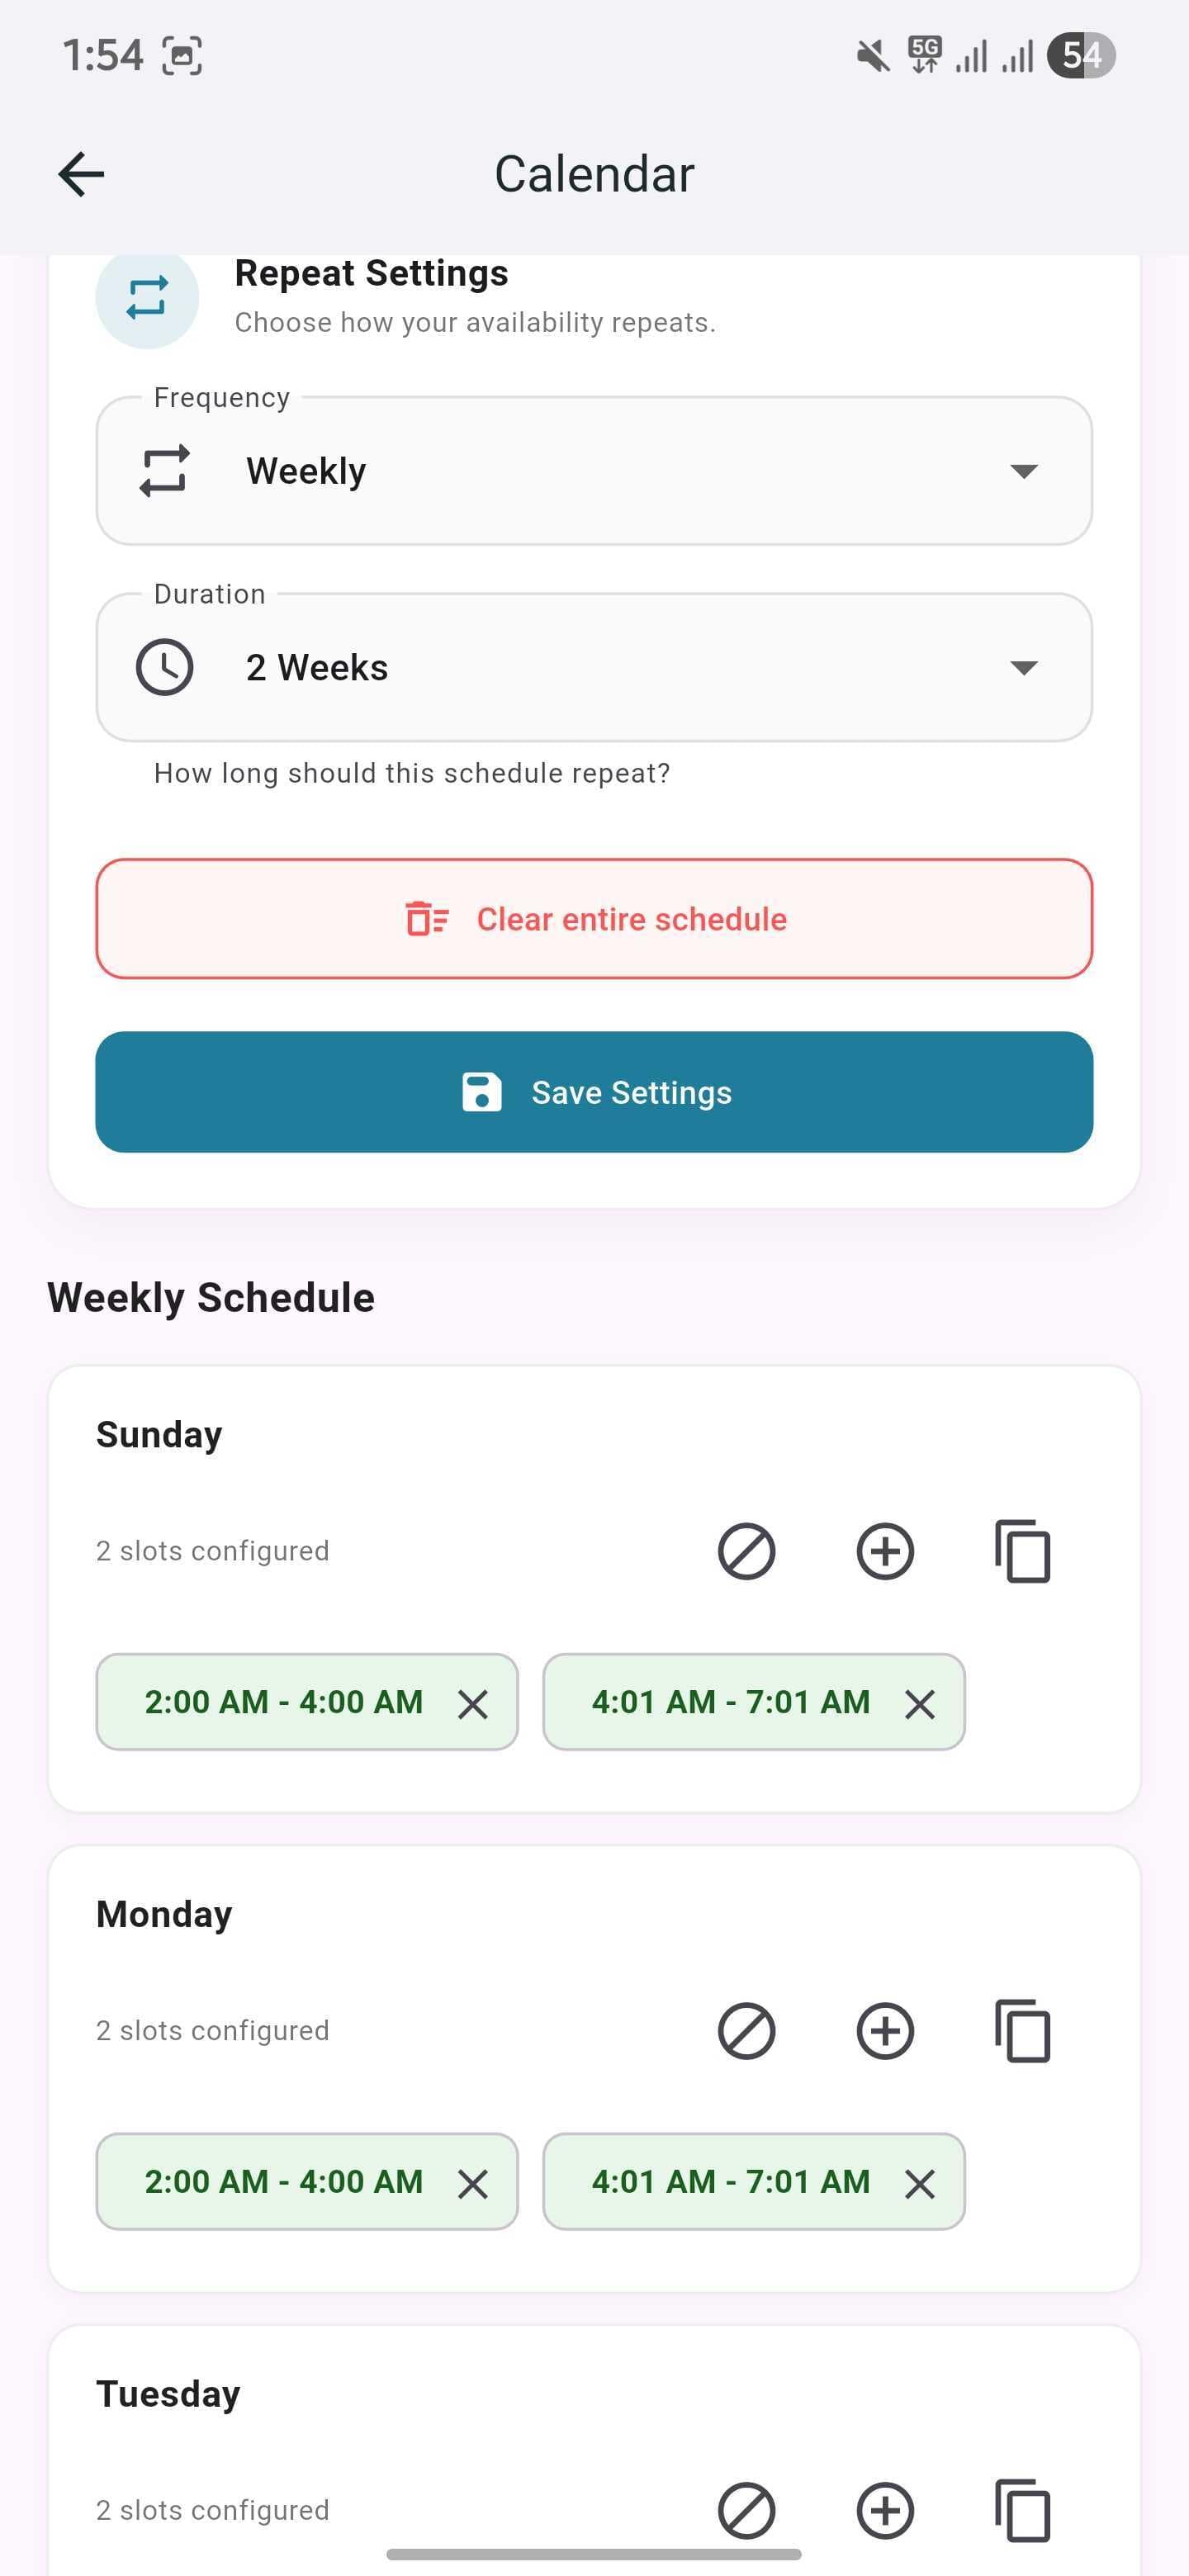 1:54
5G
54
Calendar
Repeat Settings
Choose how your availability repeats.
Frequency
Weekly
Duration
2 Weeks
How long should this schedule repeat?
Clear entire schedule
Save Settings
Weekly Schedule
Sunday
2 slots configured
2:00 AM - 4:00 AM
4:01 AM - 7:01 AM
Monday
2 slots configured
2:00 AM - 4:00 AM
4:01 AM - 7:01 AM
Tuesday
2 slots configured